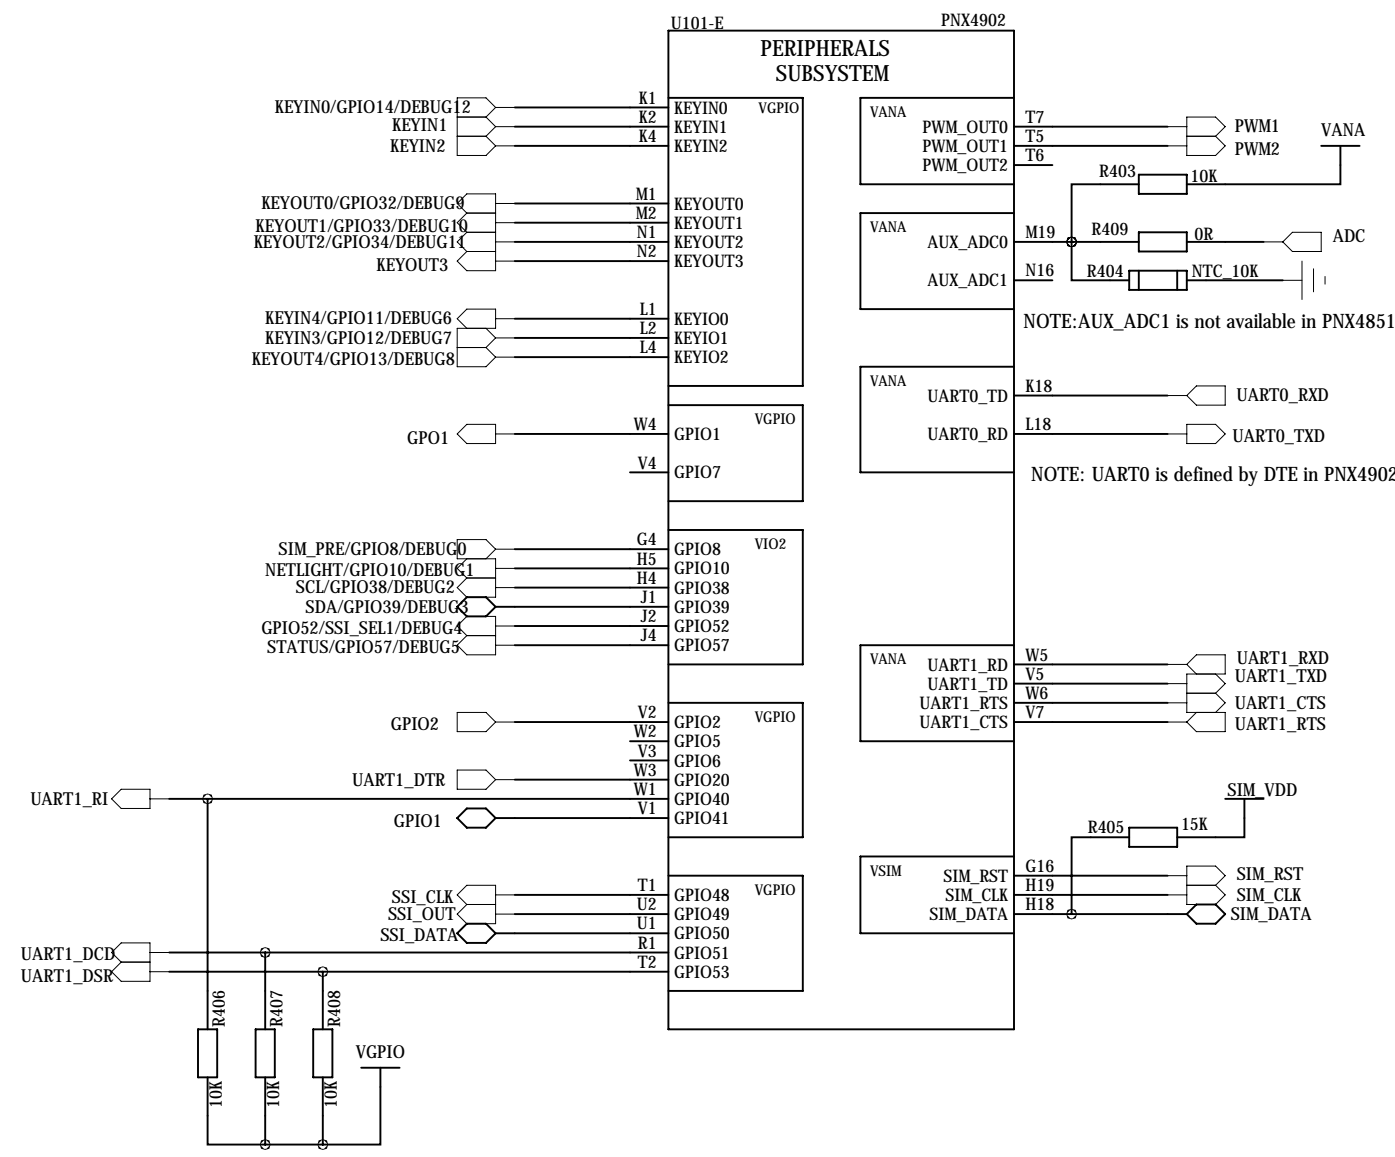 U101-E PNX4902
PERIPHERALS
SUBSYSTEM
KEYIN0/GPIO14/DEBUG12 K1 KEYIN0 VGPIO
KEYIN1 K2 KEYIN1
KEYIN2 K4 KEYIN2
KEYOUT0/GPIO32/DEBUG9 M1 KEYOUT0
KEYOUT1/GPIO33/DEBUG10 M2 KEYOUT1
KEYOUT2/GPIO34/DEBUG11 N1 KEYOUT2
KEYOUT3 N2 KEYOUT3
KEYIN4/GPIO11/DEBUG6 L1 KEYIO0
KEYIN3/GPIO12/DEBUG7 L2 KEYIO1
KEYOUT4/GPIO13/DEBUG8 L4 KEYIO2
GPO1 W4 GPIO1 VGPIO
V4 GPIO7
SIM_PRE/GPIO8/DEBUG0 G4 GPIO8 VIO2
NETLIGHT/GPIO10/DEBUG1 H5 GPIO10
SCL/GPIO38/DEBUG2 H4 GPIO38
SDA/GPIO39/DEBUG3 J1 GPIO39
GPIO52/SSI_SEL1/DEBUG4 J2 GPIO52
STATUS/GPIO57/DEBUG5 J4 GPIO57
GPIO2 V2 GPIO2 VGPIO
W2 GPIO5
V3 GPIO6
UART1_DTR W3 GPIO20
UART1_RI W1 GPIO40
GPIO1 V1 GPIO41
SSI_CLK T1 GPIO48 VGPIO
SSI_OUT U2 GPIO49
SSI_DATA U1 GPIO50
UART1_DCD R1 GPIO51
UART1_DSR T2 GPIO53
R406 10K
R407 10K
R408 10K
VGPIO
VANA
PWM_OUT0 T7 PWM1
PWM_OUT1 T5 PWM2
PWM_OUT2 T6
VANA
R403 10K
VANA
AUX_ADC0 M19 R409 0R ADC
AUX_ADC1 N16 R404 NTC_10K
NOTE:AUX_ADC1 is not available in PNX4851
VANA
UART0_TD K18 UART0_RXD
UART0_RD L18 UART0_TXD
NOTE: UART0 is defined by DTE in PNX4902
VANA
UART1_RD W5 UART1_RXD
UART1_TD V5 UART1_TXD
UART1_RTS W6 UART1_CTS
UART1_CTS V7 UART1_RTS
SIM_VDD
R405 15K
VSIM
SIM_RST G16 SIM_RST
SIM_CLK H19 SIM_CLK
SIM_DATA H18 SIM_DATA